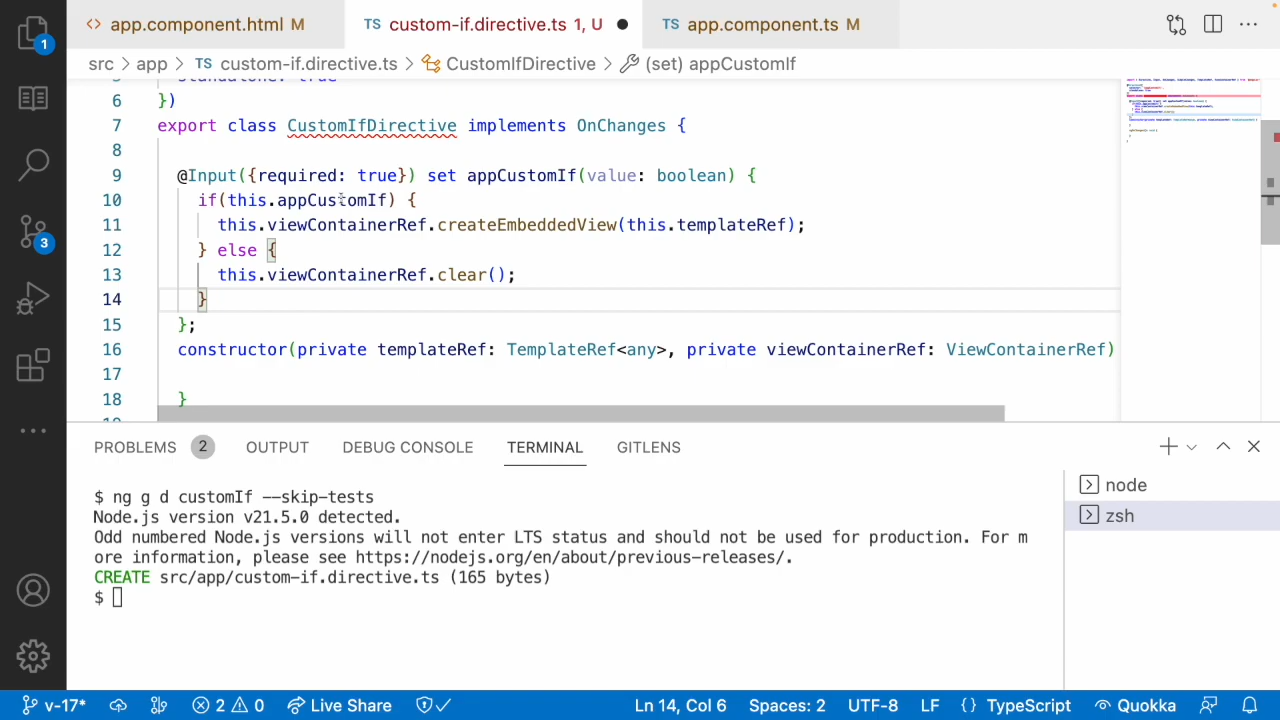 app.component.html M
TS custom-if.directive.ts 1, U
TS app.component.ts M
src > app > TS custom-if.directive.ts > CustomIfDirective > (set) appCustomIf
standalone: true
6 })
7 export class CustomIfDirective implements OnChanges {
8
9 @Input({required: true}) set appCustomIf(value: boolean) {
10 if(this.appCustomIf) {
11 this.viewContainerRef.createEmbeddedView(this.templateRef);
12 } else {
13 this.viewContainerRef.clear();
14 }
15 };
16 constructor(private templateRef: TemplateRef<any>, private viewContainerRef: ViewContainerRef)
17
18 }
1
3
PROBLEMS 2 OUTPUT DEBUG CONSOLE TERMINAL GITLENS
$ ng g d customIf --skip-tests
Node.js version v21.5.0 detected.
Odd numbered Node.js versions will not enter LTS status and should not be used for production. For m
ore information, please see https://nodejs.org/en/about/previous-releases/.
CREATE src/app/custom-if.directive.ts (165 bytes)
$
node
zsh
v-17* 2 0 Live Share Ln 14, Col 6 Spaces: 2 UTF-8 LF {} TypeScript Quokka